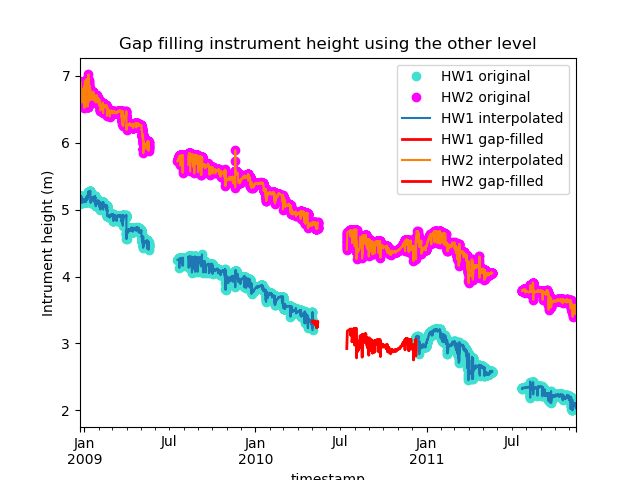 Gap filling instrument height using the other level
HW1 original
HW2 original
HW1 interpolated
HW1 gap-filled
HW2 interpolated
HW2 gap-filled
Intrument height (m)
7
6
5
4
3
2
Jan Jul Jan Jul Jan Jul
2009 2010 2011
timestamp